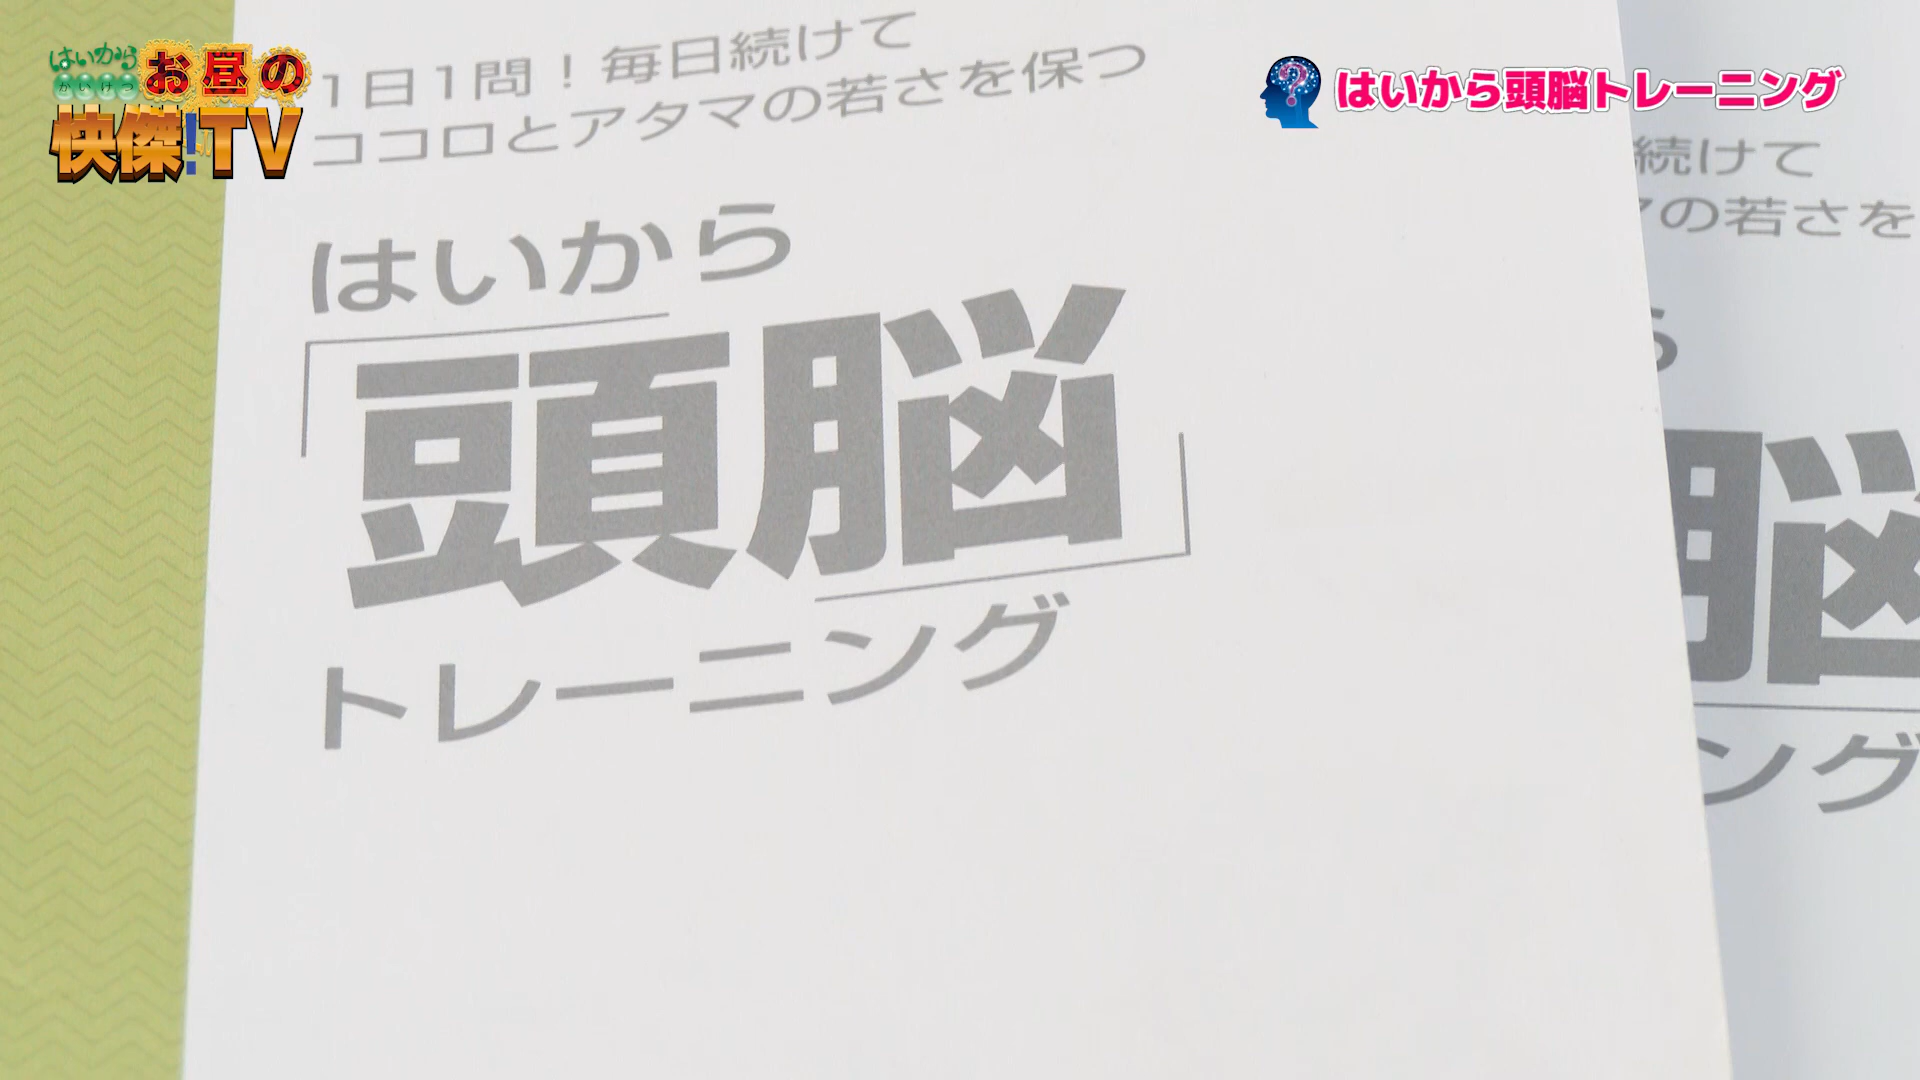 はいから
かいけつ
お昼の
快傑!TV
はいから頭脳トレーニング
1日1問！毎日続けて
ココロとアタマの若さを保つ
はいから
「頭脳」
トレーニング
続けて
の若さを
ら
脳
ング